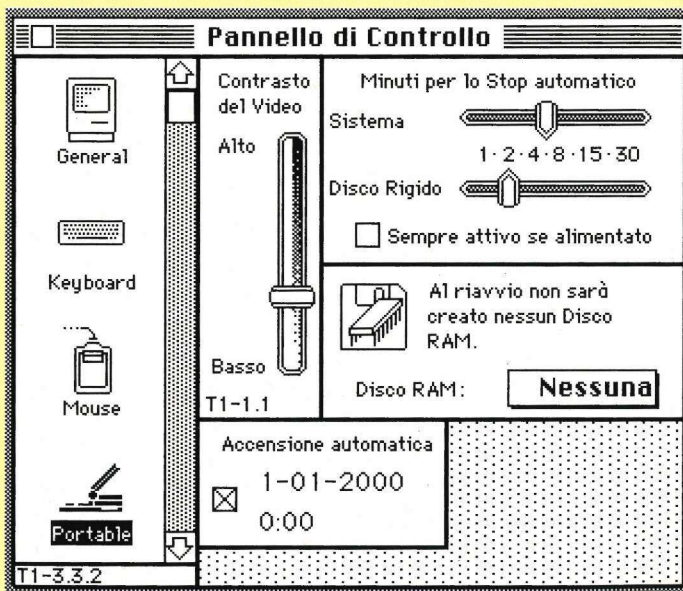 Pannello di Controllo
General
Keyboard
Mouse
Portable
T1-3.3.2
Contrasto
del Video
Alto
Basso
T1-1.1
Minuti per lo Stop automatico
Sistema
1·2·4·8·15·30
Disco Rigido
Sempre attivo se alimentato
Al riavvio non sarà
creato nessun Disco
RAM.
Disco RAM: Nessuna
Accensione automatica
1-01-2000
0:00